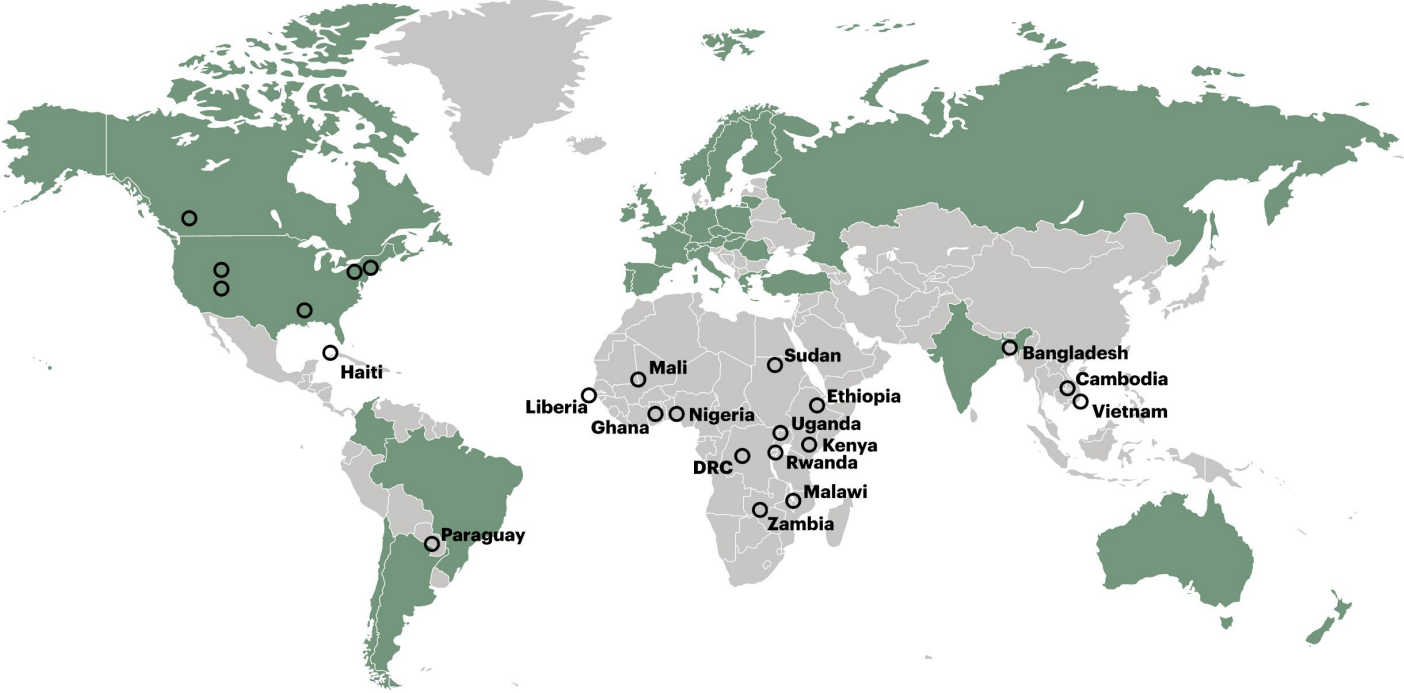 Haiti
Sudan
Bangladesh
Mali
Cambodia
Liberia
Ethiopia
Vietnam
Ghana
Nigeria
Uganda
Kenya
DRC
Rwanda
Malawi
Zambia
Paraguay